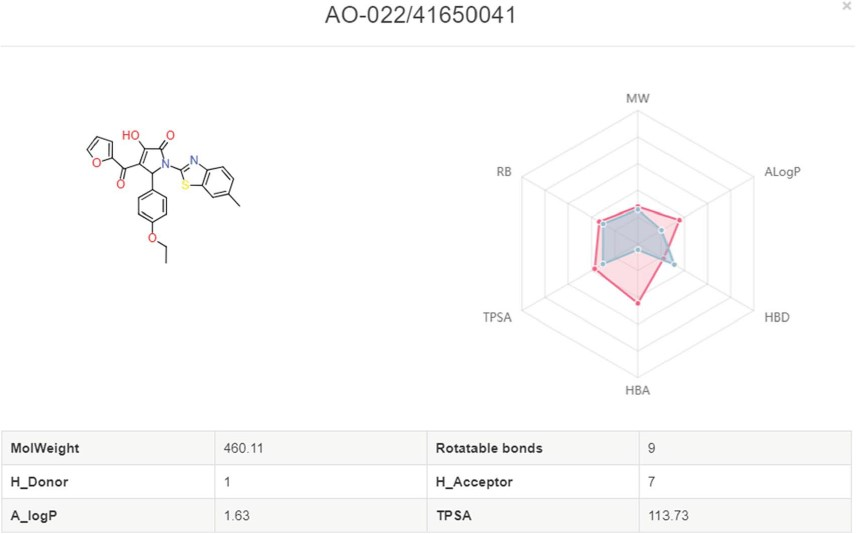 AO-022/41650041
×
MW
RB
ALogP
TPSA
HBD
HBA
HO
O
O
O
N
N
S
O
MolWeight 460.11 Rotatable bonds 9
H_Donor 1 H_Acceptor 7
A_logP 1.63 TPSA 113.73